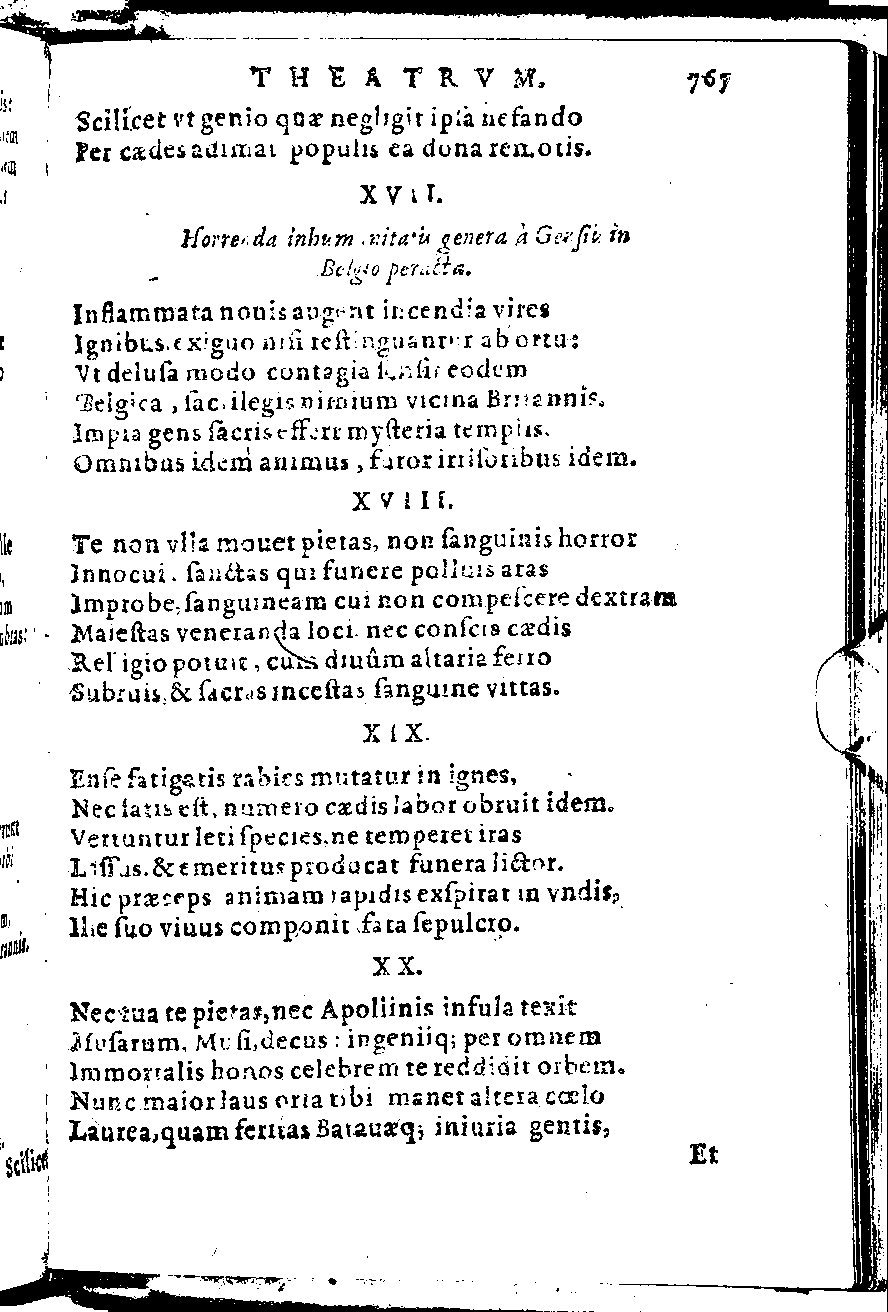 THEATRVM. 765
Scilicet vt genio quæ negligit ipsa nefando
Per cædes adimat populis ea dona remotis.
XVII.
Horrenda inhumanitatis genera à Gensiis in
Belgio peracta.
Inflammata nouis augent incendia vires
Ignibus, exiguo nisi restinguantur ab ortu:
Vt delusa modo contagia sensit eodem
Belgica, sacrilegis nimium vicina Britannis.
Impia gens sacris effert mysteria templis.
Omnibus idem animus, furor irrisoribus idem.
XVIII.
Te non vlla mouet pietas, non sanguinis horror
Innocui. sanctas qui funere polluis aras
Improbe, sanguineam cui non compescere dextram
Maiestas veneranda loci. nec conscia cædis
Religio potuit, cum diuûm altaria ferro
Subruis, & sacras incestas sanguine vittas.
XIX.
Ense fatigatis rabies mutatur in ignes,
Nec satis est, numero cædis labor obruit idem.
Vertuntur leti species, ne temperet iras
Lassus, & emeritus producat funera lictor.
Hic præceps animam rapidis exspirat in vndis,
Ille suo viuus componit fata sepulcro.
XX.
Nec tua te pietas, nec Apollinis infula texit
Musarum, Musi, decus: ingeniiq; per omnem
Immortalis honos celebrem te reddidit orbem.
Nunc maior laus orta tibi manet altera cœlo
Laurea, quam feritas Batauæq; iniuria gentis,
Et
Scilicet